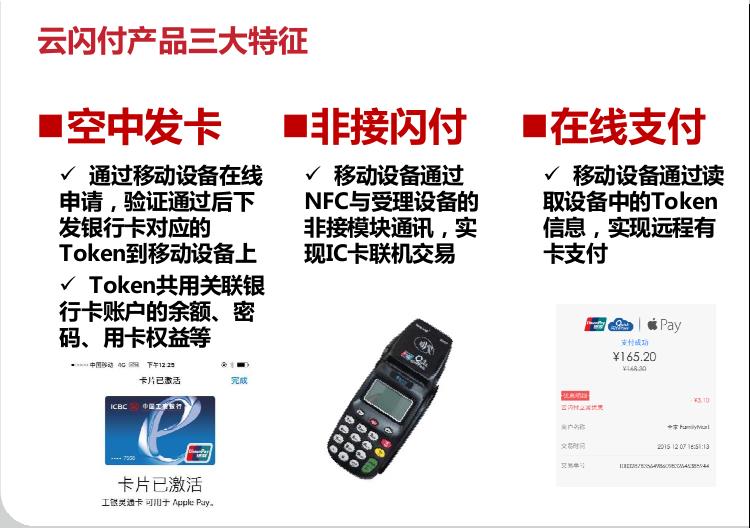 云闪付产品三大特征
■空中发卡
✓ 通过移动设备在线
申请，验证通过后下
发银行卡对应的
Token到移动设备上
✓ Token共用关联银
行卡账户的余额、密
码、用卡权益等
中国移动 4G 下午12:25
卡片已激活 完成
ICBC 中国工商银行
UnionPay
银联
卡片已激活
工银灵通卡 可用于 Apple Pay。
■非接闪付
✓ 移动设备通过
NFC与受理设备的
非接模块通讯，实
现IC卡联机交易
■在线支付
✓ 移动设备通过读
取设备中的Token
信息，实现远程有
卡支付
Pay
支付成功
¥165.20
¥168.30
优惠明细
云闪付立减优惠 -¥3.10
商户名称 全家 FamilyMart
交易时间 2015-12-07 16:51:13
交易单号